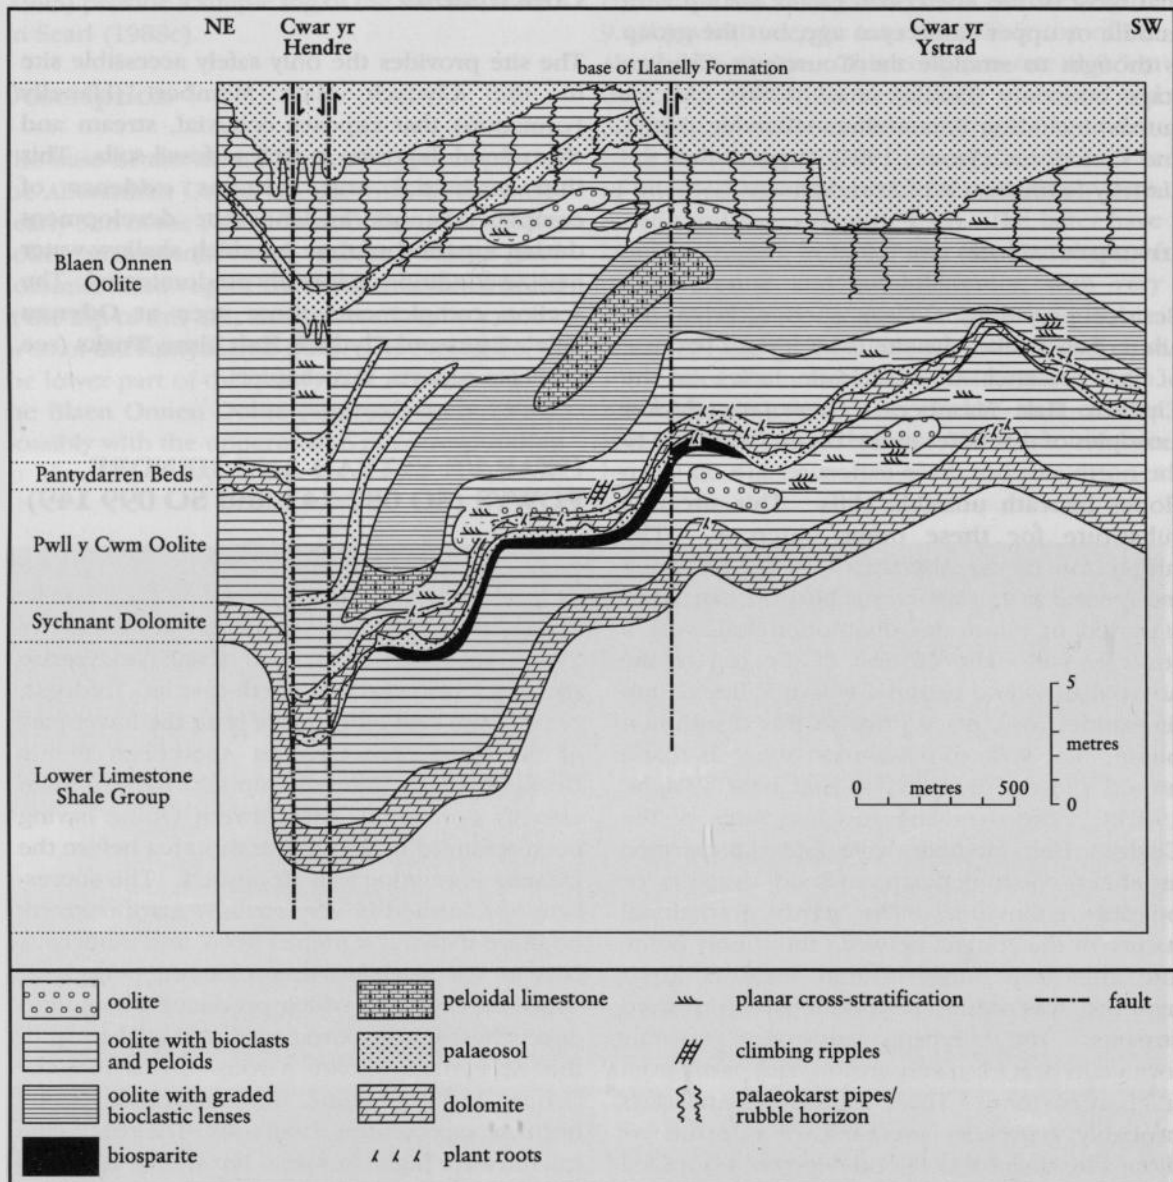 NE
Cwar yr
Hendre
Cwar yr
Ystrad
SW
base of Llanelly Formation
Blaen Onnen
Oolite
Pantydarren Beds
Pwll y Cwm Oolite
Sychnant Dolomite
Lower Limestone
Shale Group
5
metres
0
0 metres 500
oolite
oolite with bioclasts
and peloids
oolite with graded
bioclastic lenses
biosparite
peloidal limestone
palaeosol
dolomite
plant roots
planar cross-stratification
climbing ripples
palaeokarst pipes/
rubble horizon
fault